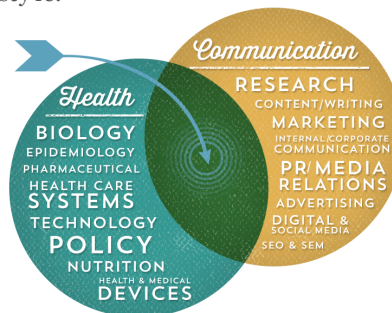 style.
Health
BIOLOGY
EPIDEMIOLOGY
PHARMACEUTICAL
HEALTH CARE
SYSTEMS
TECHNOLOGY
POLICY
NUTRITION
HEALTH & MEDICAL
DEVICES
Communication
RESEARCH
CONTENT/WRITING
MARKETING
INTERNAL/CORPORATE
COMMUNICATION
PR/MEDIA
RELATIONS
ADVERTISING
DIGITAL &
SOCIAL MEDIA
SEO & SEM